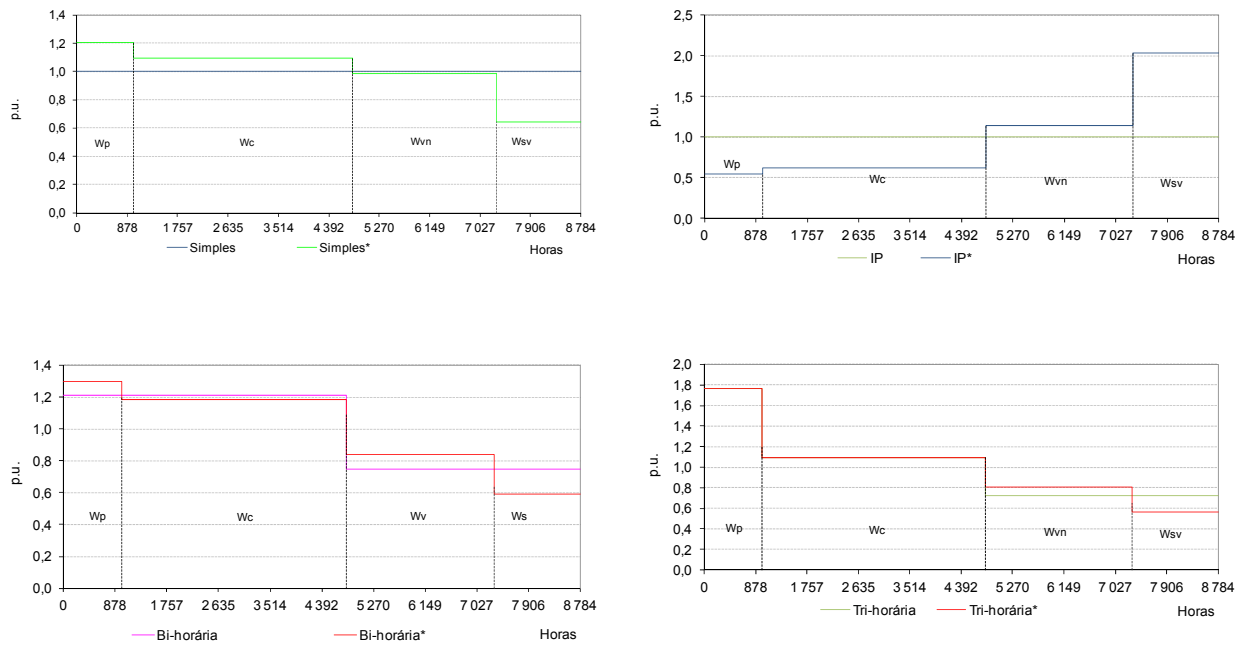 1,4
1,2
1,0
0,8
0,6
0,4
0,2
0,0
p.u.
Wp
Wc
Wvn
Wsv
0 878 1 757 2 635 3 514 4 392 5 270 6 149 7 027 7 906 8 784
Simples Simples* Horas
2,5
2,0
1,5
1,0
0,5
0,0
p.u.
Wp
Wc
Wvn
Wsv
0 878 1 757 2 635 3 514 4 392 5 270 6 149 7 027 7 906 8 784
IP IP* Horas
1,4
1,2
1,0
0,8
0,6
0,4
0,2
0,0
p.u.
Wp
Wc
Wv
Ws
0 878 1 757 2 635 3 514 4 392 5 270 6 149 7 027 7 906 8 784
Bi-horária Bi-horária* Horas
2,0
1,8
1,6
1,4
1,2
1,0
0,8
0,6
0,4
0,2
0,0
p.u.
Wp
Wc
Wvn
Wsv
0 878 1 757 2 635 3 514 4 392 5 270 6 149 7 027 7 906 8 784
Tri-horária Tri-horária* Horas